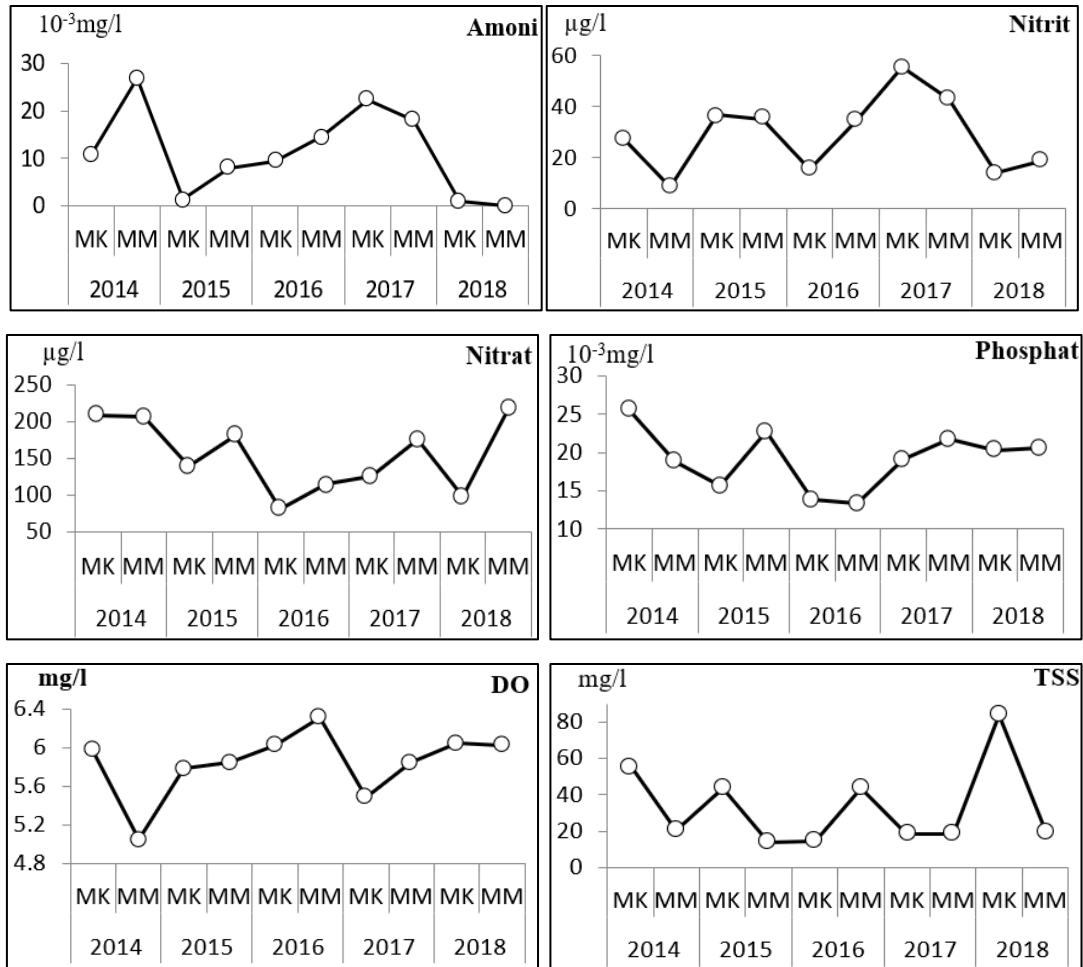 10⁻³mg/l
Amoni
30
20
10
0
MK MM MK MM MK MM MK MM MK MM
2014 2015 2016 2017 2018
µg/l
Nitrit
60
40
20
0
MK MM MK MM MK MM MK MM MK MM
2014 2015 2016 2017 2018
µg/l
Nitrat
250
200
150
100
50
MK MM MK MM MK MM MK MM MK MM
2014 2015 2016 2017 2018
10⁻³mg/l
Phosphat
30
25
20
15
10
MK MM MK MM MK MM MK MM MK MM
2014 2015 2016 2017 2018
mg/l
DO
6.4
6
5.6
5.2
4.8
MK MM MK MM MK MM MK MM MK MM
2014 2015 2016 2017 2018
mg/l
TSS
80
60
40
20
0
MK MM MK MM MK MM MK MM MK MM
2014 2015 2016 2017 2018